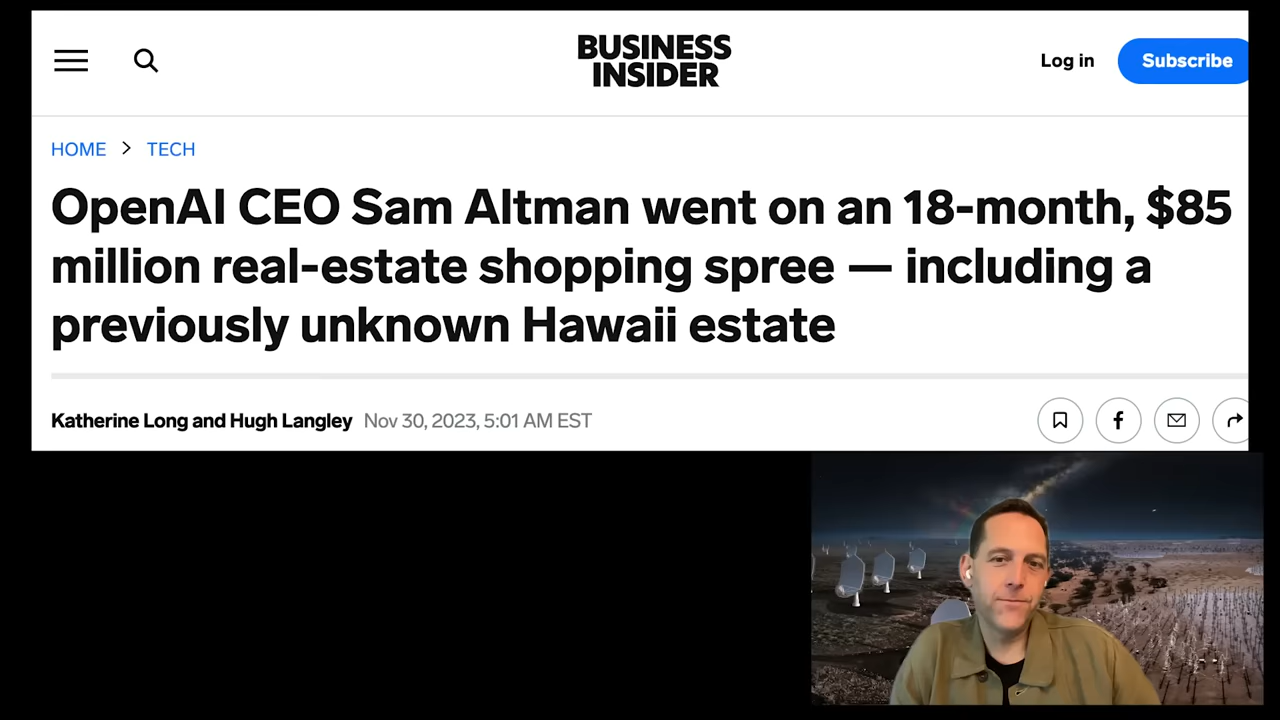 BUSINESS
INSIDER
Log in
Subscribe
HOME > TECH
OpenAI CEO Sam Altman went on an 18-month, $85
million real-estate shopping spree — including a
previously unknown Hawaii estate
Katherine Long and Hugh Langley Nov 30, 2023, 5:01 AM EST